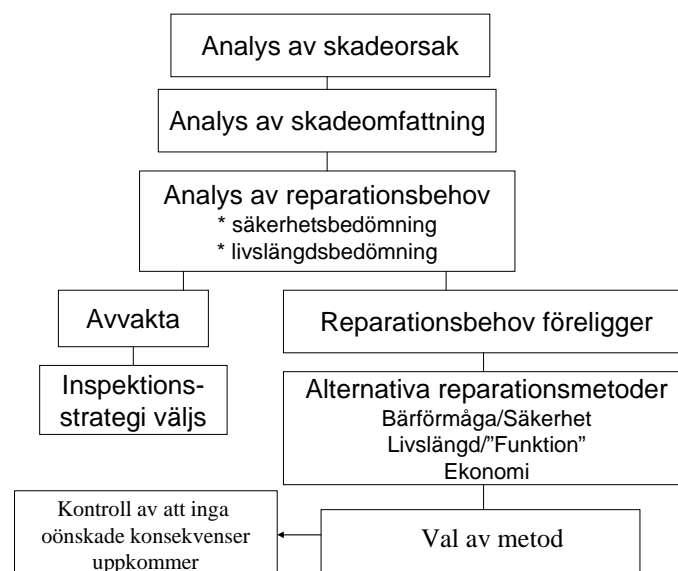 Analys av skadeorsak
Analys av skadeomfattning
Analys av reparationsbehov
* säkerhetsbedömning
* livslängdsbedömning
Avvakta
Inspektions-
strategi väljs
Reparationsbehov föreligger
Alternativa reparationsmetoder
Bärförmåga/Säkerhet
Livslängd/”Funktion”
Ekonomi
Kontroll av att inga
oönskade konsekvenser
uppkommer
Val av metod